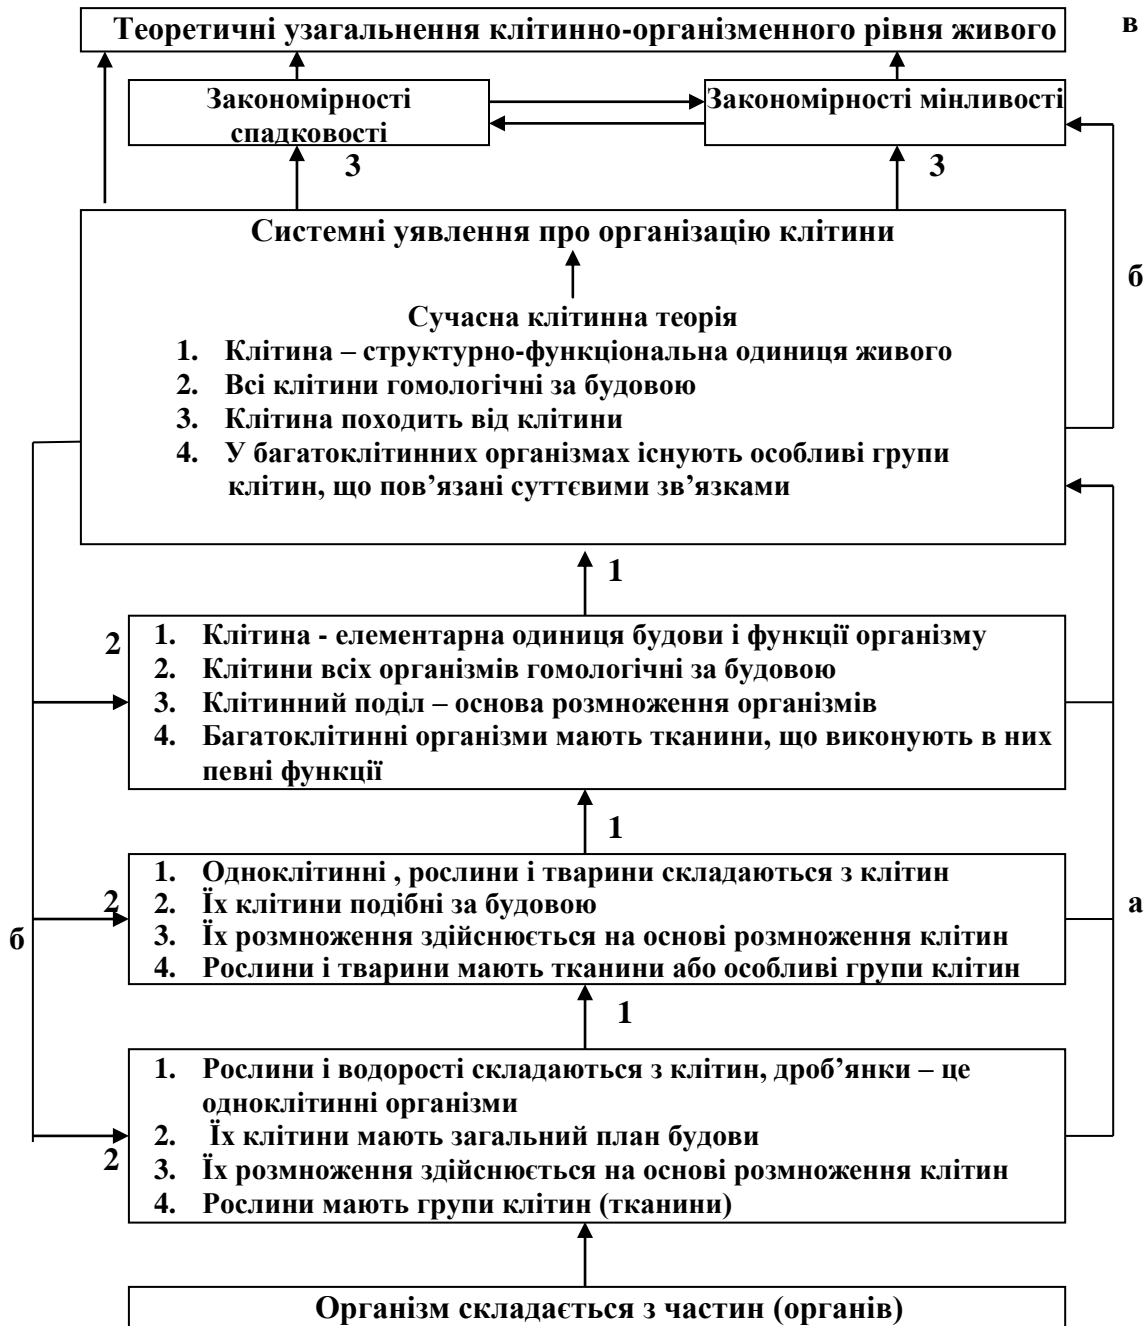 Теоретичні узагальнення клітинно-організменного рівня живого
в
Закономірності
спадковості
Закономірності мінливості
3
3
Системні уявлення про організацію клітини
б
Сучасна клітинна теорія
1. Клітина – структурно-функціональна одиниця живого
2. Всі клітини гомологічні за будовою
3. Клітина походить від клітини
4. У багатоклітинних організмах існують особливі групи
клітин, що пов’язані суттєвими зв’язками
1
2
1. Клітина - елементарна одиниця будови і функції організму
2. Клітини всіх організмів гомологічні за будовою
3. Клітинний поділ – основа розмноження організмів
4. Багатоклітинні організми мають тканини, що виконують в них
певні функції
1
1. Одноклітинні , рослини і тварини складаються з клітин
2. Їх клітини подібні за будовою
3. Їх розмноження здійснюється на основі розмноження клітин
4. Рослини і тварини мають тканини або особливі групи клітин
2
б
а
1
1. Рослини і водорості складаються з клітин, дроб’янки – це
одноклітинні організми
2. Їх клітини мають загальний план будови
3. Їх розмноження здійснюється на основі розмноження клітин
4. Рослини мають групи клітин (тканини)
2
Організм складається з частин (органів)